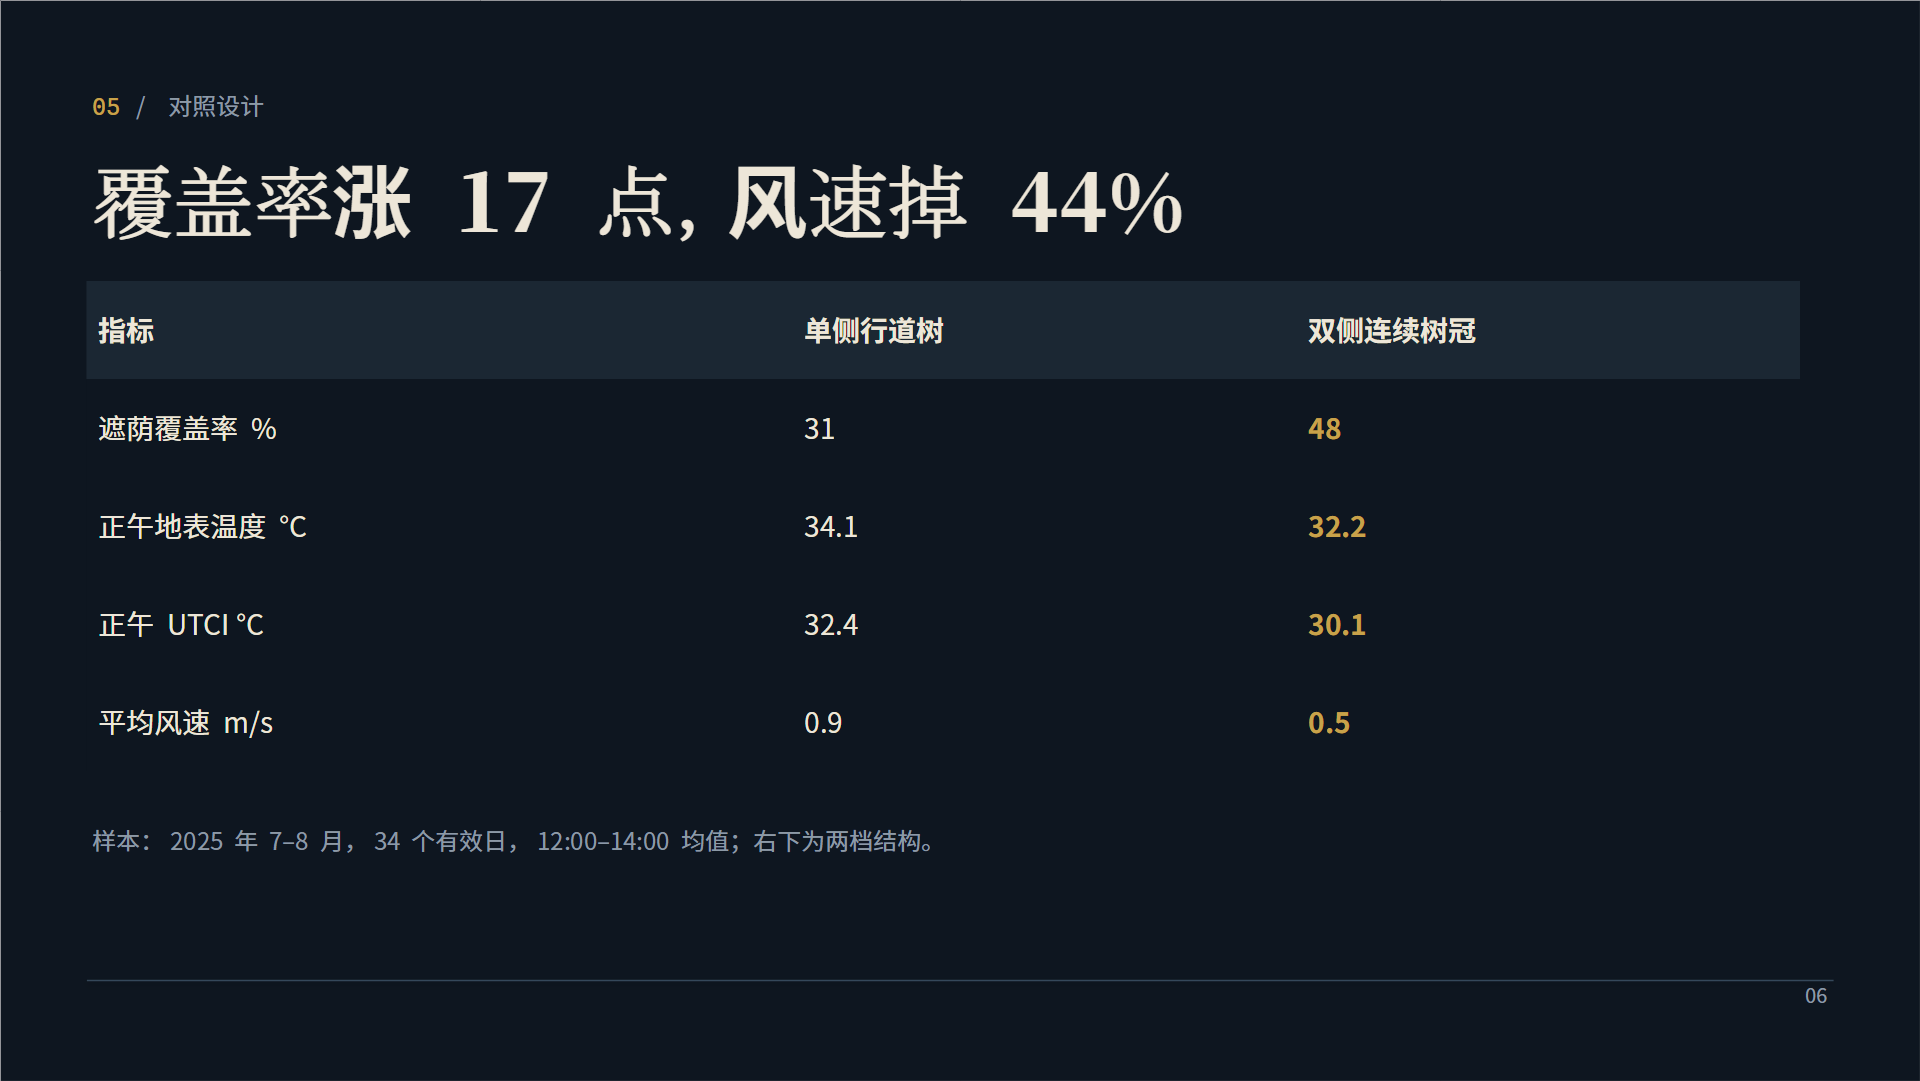 05 / 对照设计
覆盖率涨 17 点，风速掉 44%
指标 单侧行道树 双侧连续树冠
遮荫覆盖率 % 31 48
正午地表温度 °C 34.1 32.2
正午 UTCI °C 32.4 30.1
平均风速 m/s 0.9 0.5
样本： 2025 年 7–8 月， 34 个有效日， 12:00–14:00 均值；右下为两档结构。
06